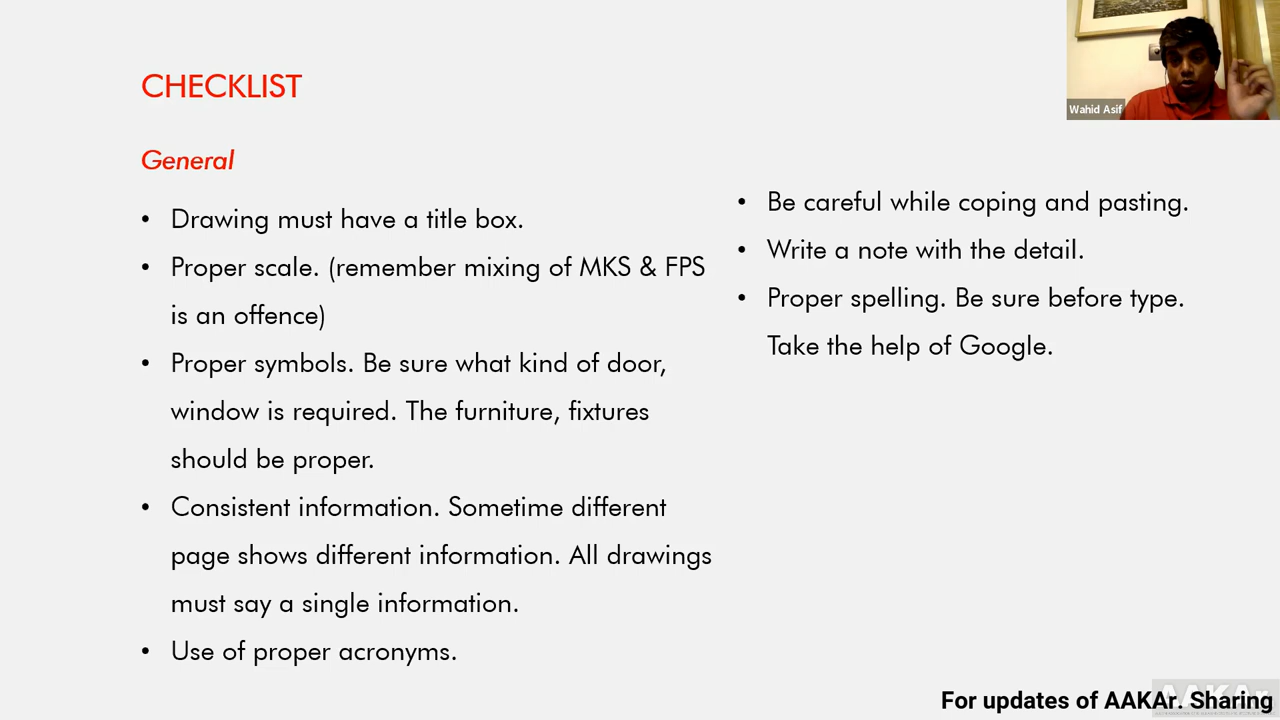 CHECKLIST
General
• Drawing must have a title box.
• Proper scale. (remember mixing of MKS & FPS
is an offence)
• Proper symbols. Be sure what kind of door,
window is required. The furniture, fixtures
should be proper.
• Consistent information. Sometime different
page shows different information. All drawings
must say a single information.
• Use of proper acronyms.
• Be careful while coping and pasting.
• Write a note with the detail.
• Proper spelling. Be sure before type.
Take the help of Google.
Wahid Asif
AAKAr
For updates of AAKAr. Sharing